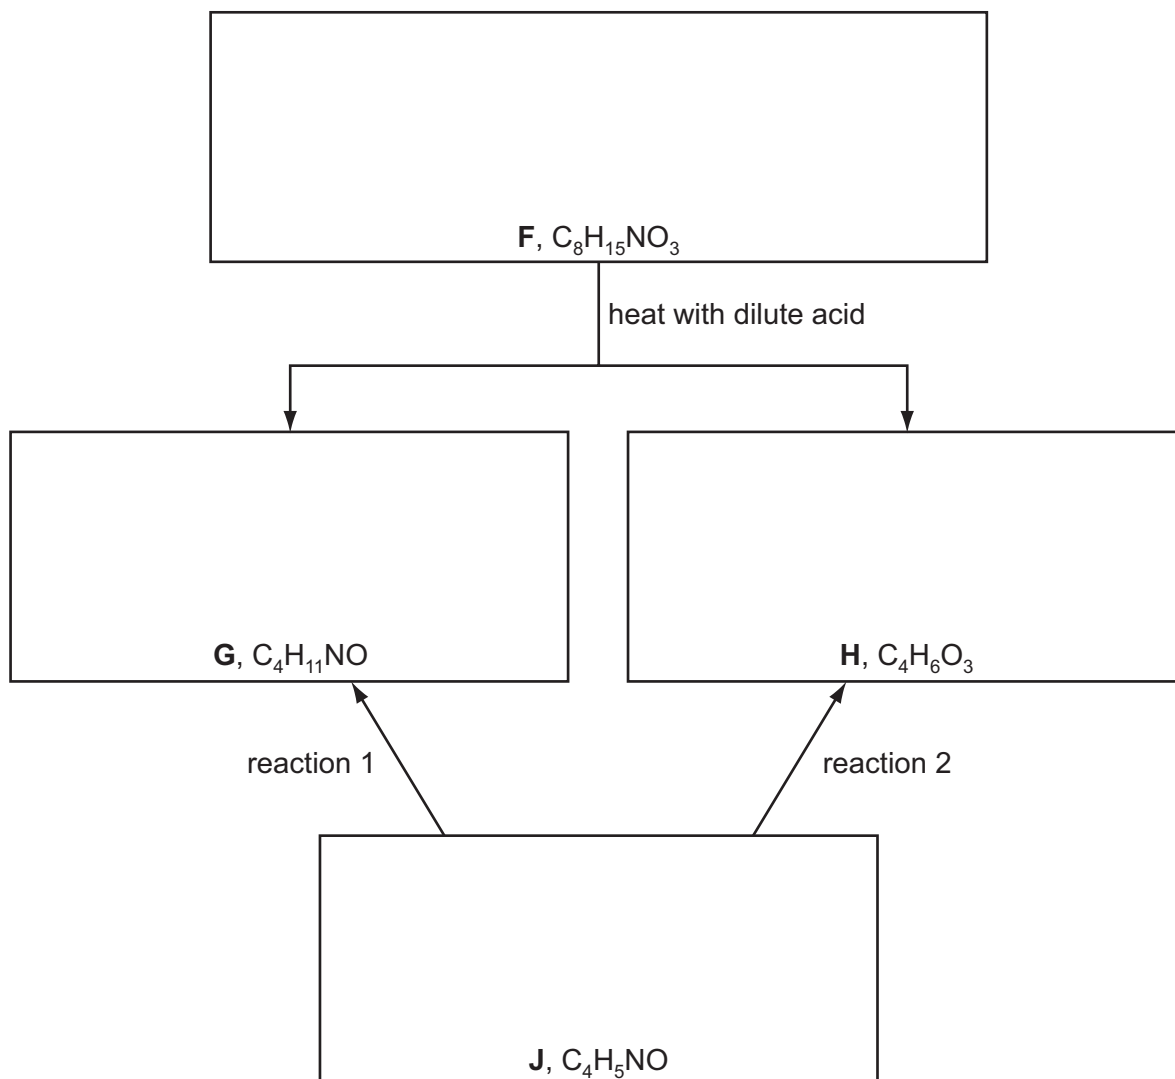 F, C₈H₁₅NO₃
heat with dilute acid
G, C₄H₁₁NO
H, C₄H₆O₃
reaction 1
reaction 2
J, C₄H₅NO